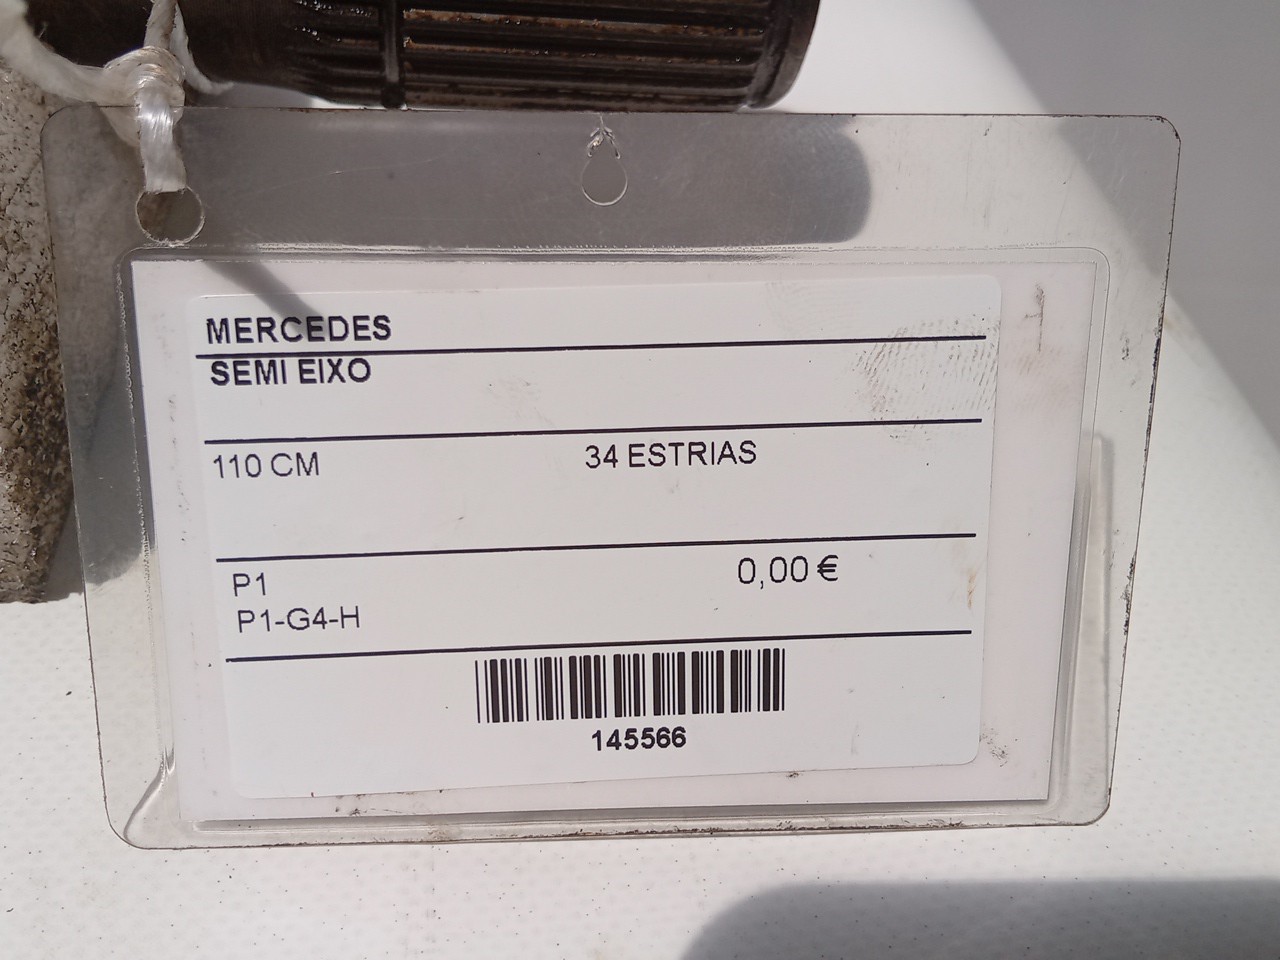 MERCEDES
SEMI EIXO
110 CM 34 ESTRIAS
P1 0,00 €
P1-G4-H
145566